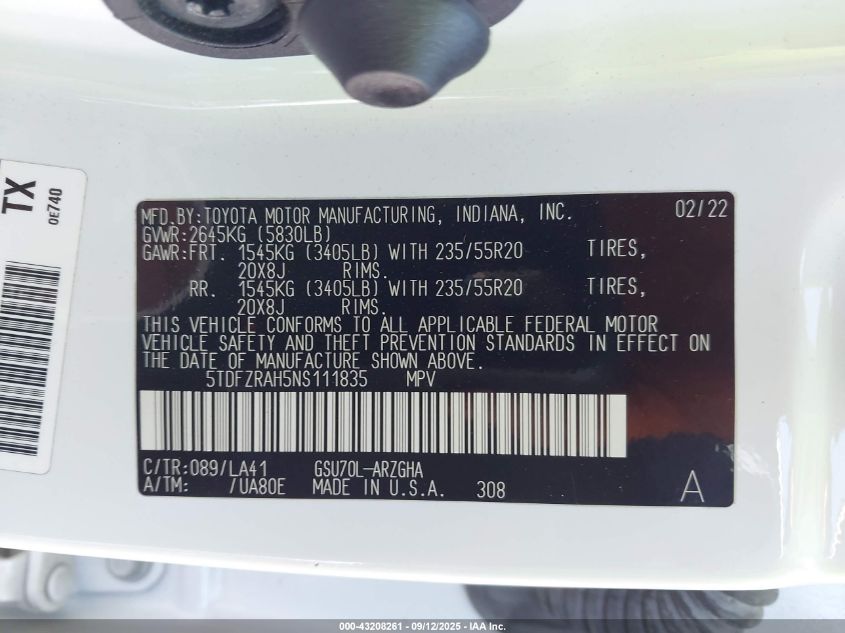 TX
0E740
MFD.BY:TOYOTA MOTOR MANUFACTURING, INDIANA, INC. 02/22
GVWR:2645KG (5830LB)
GAWR:FRT. 1545KG (3405LB) WITH 235/55R20 TIRES,
20X8J RIMS.
RR. 1545KG (3405LB) WITH 235/55R20 TIRES,
20X8J RIMS.
THIS VEHICLE CONFORMS TO ALL APPLICABLE FEDERAL MOTOR
VEHICLE SAFETY AND THEFT PREVENTION STANDARDS IN EFFECT ON
THE DATE OF MANUFACTURE SHOWN ABOVE.
5TDFZRAH5NS111835 MPV
C/TR:089/LA41 GSU70L-ARZGHA
A/TM: /UA80E MADE IN U.S.A. 308 A
000-43208261 - 09/12/2025 - IAA Inc.